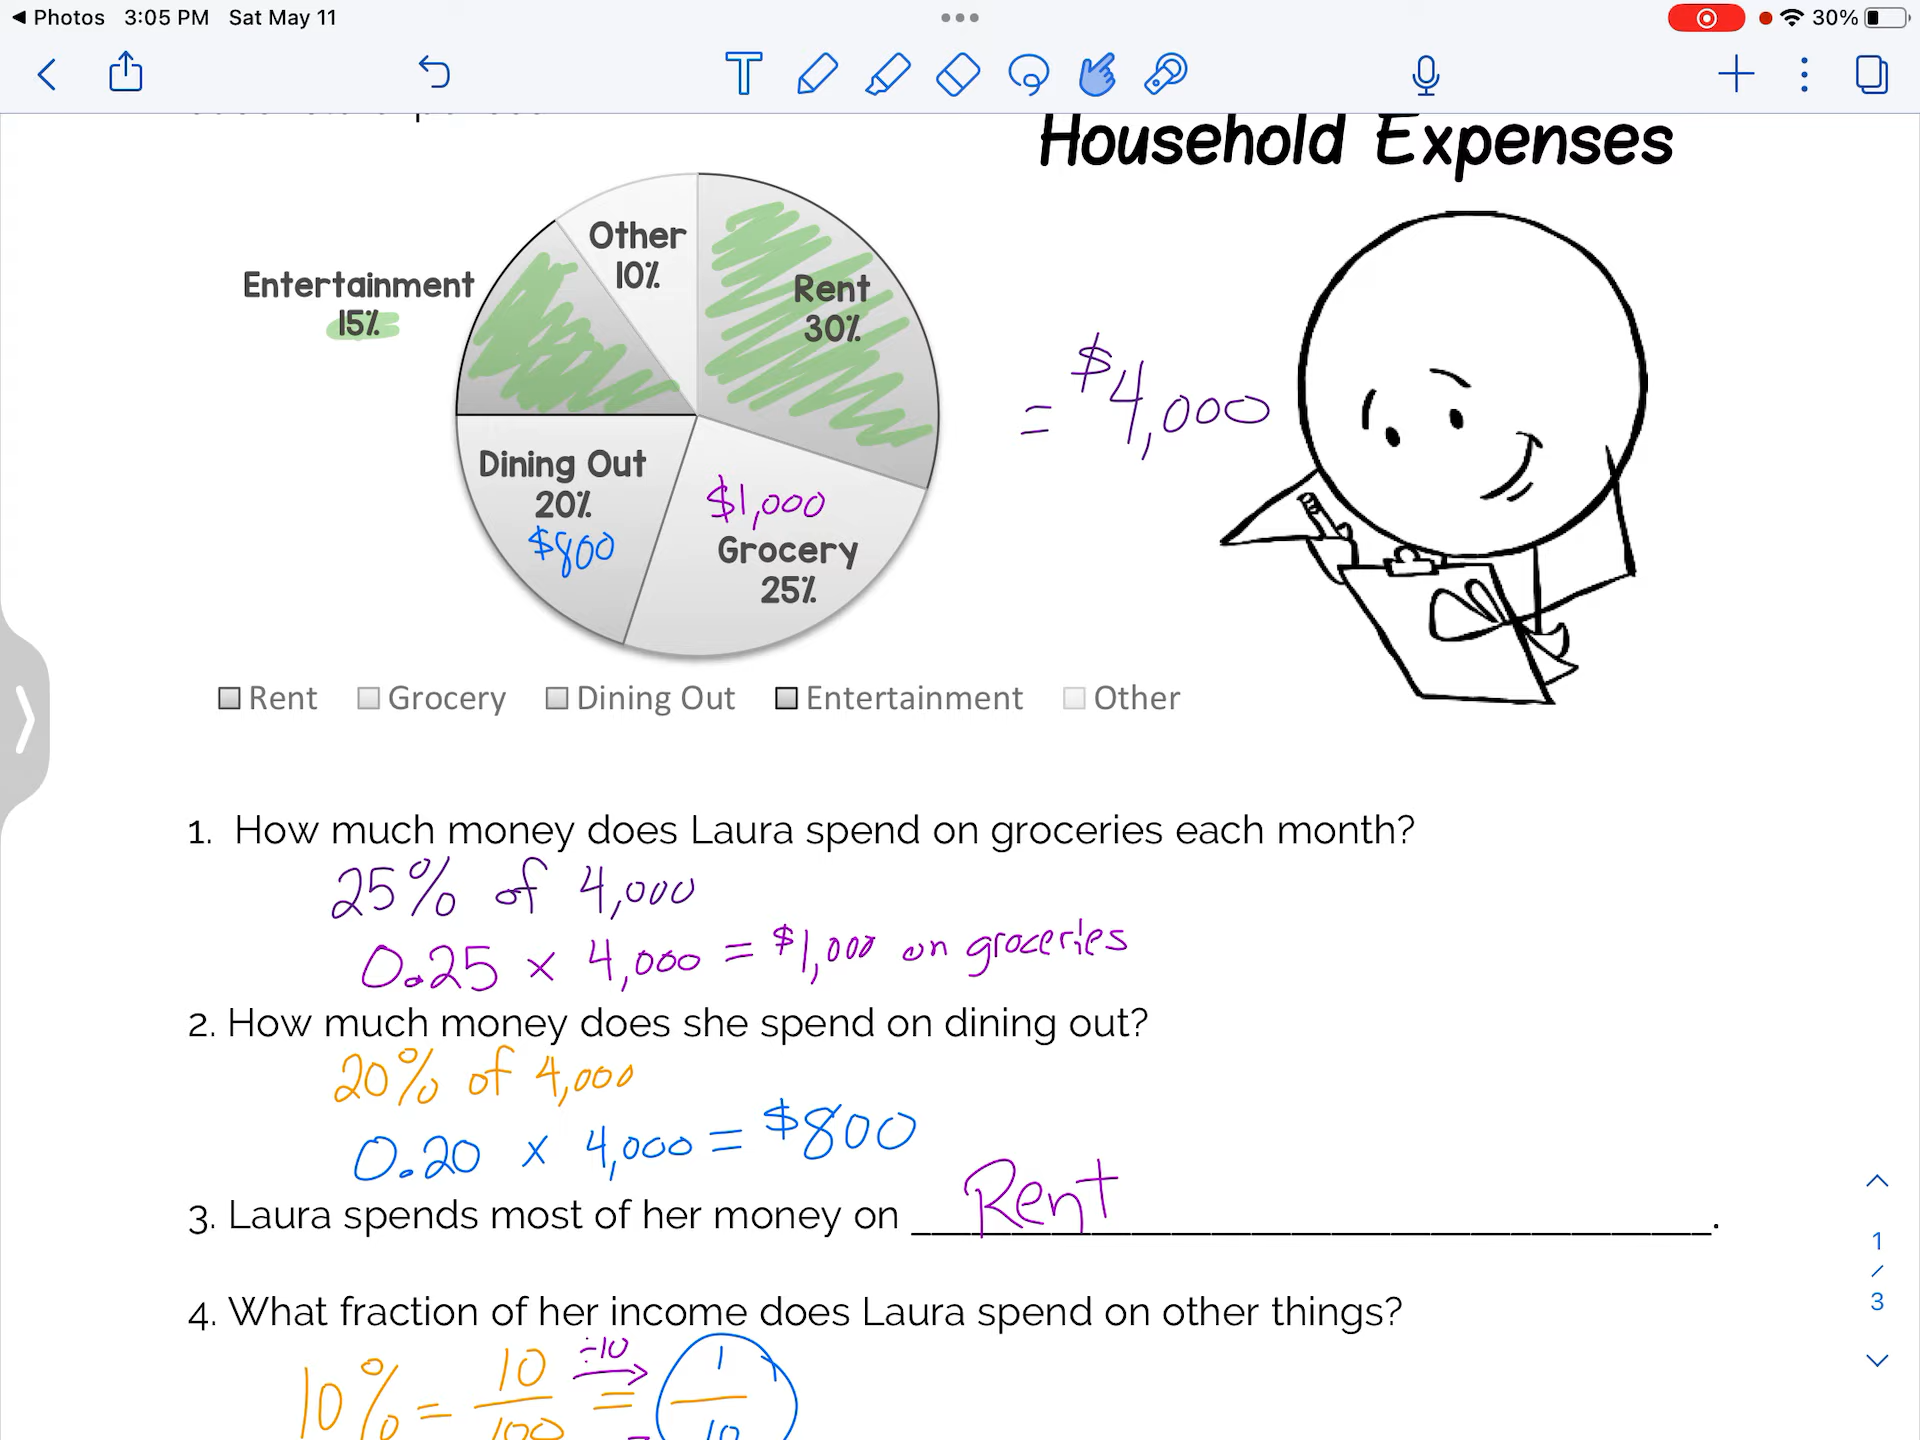 Photos 3:05 PM Sat May 11
30%
T
Household Expenses
Other
10%
Entertainment
15%
Rent
30%
= $4,000
Dining Out
20%
$800
$1,000
Grocery
25%
Rent Grocery Dining Out Entertainment Other
1. How much money does Laura spend on groceries each month?
25% of 4,000
0.25 x 4,000 = $1,000 on groceries
2. How much money does she spend on dining out?
20% of 4,000
0.20 x 4,000 = $800
3. Laura spends most of her money on Rent.
4. What fraction of her income does Laura spend on other things?
10% = 10/100 ÷10 = 1/10
1
/
3